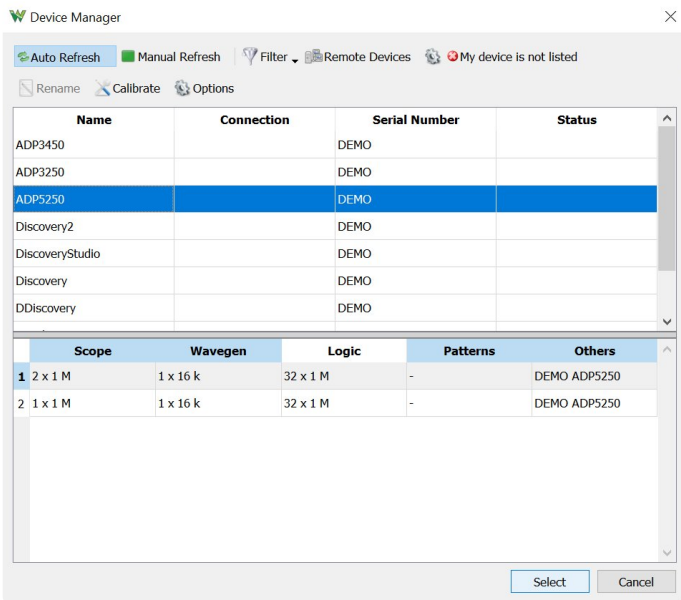 Device Manager
Auto Refresh Manual Refresh Filter Remote Devices My device is not listed
Rename Calibrate Options
Name Connection Serial Number Status
ADP3450 DEMO
ADP3250 DEMO
ADP5250 DEMO
Discovery2 DEMO
DiscoveryStudio DEMO
Discovery DEMO
DDiscovery DEMO
Scope Wavegen Logic Patterns Others
1 2 x 1 M 1 x 16 k 32 x 1 M - DEMO ADP5250
2 1 x 1 M 1 x 16 k 32 x 1 M - DEMO ADP5250
Select Cancel